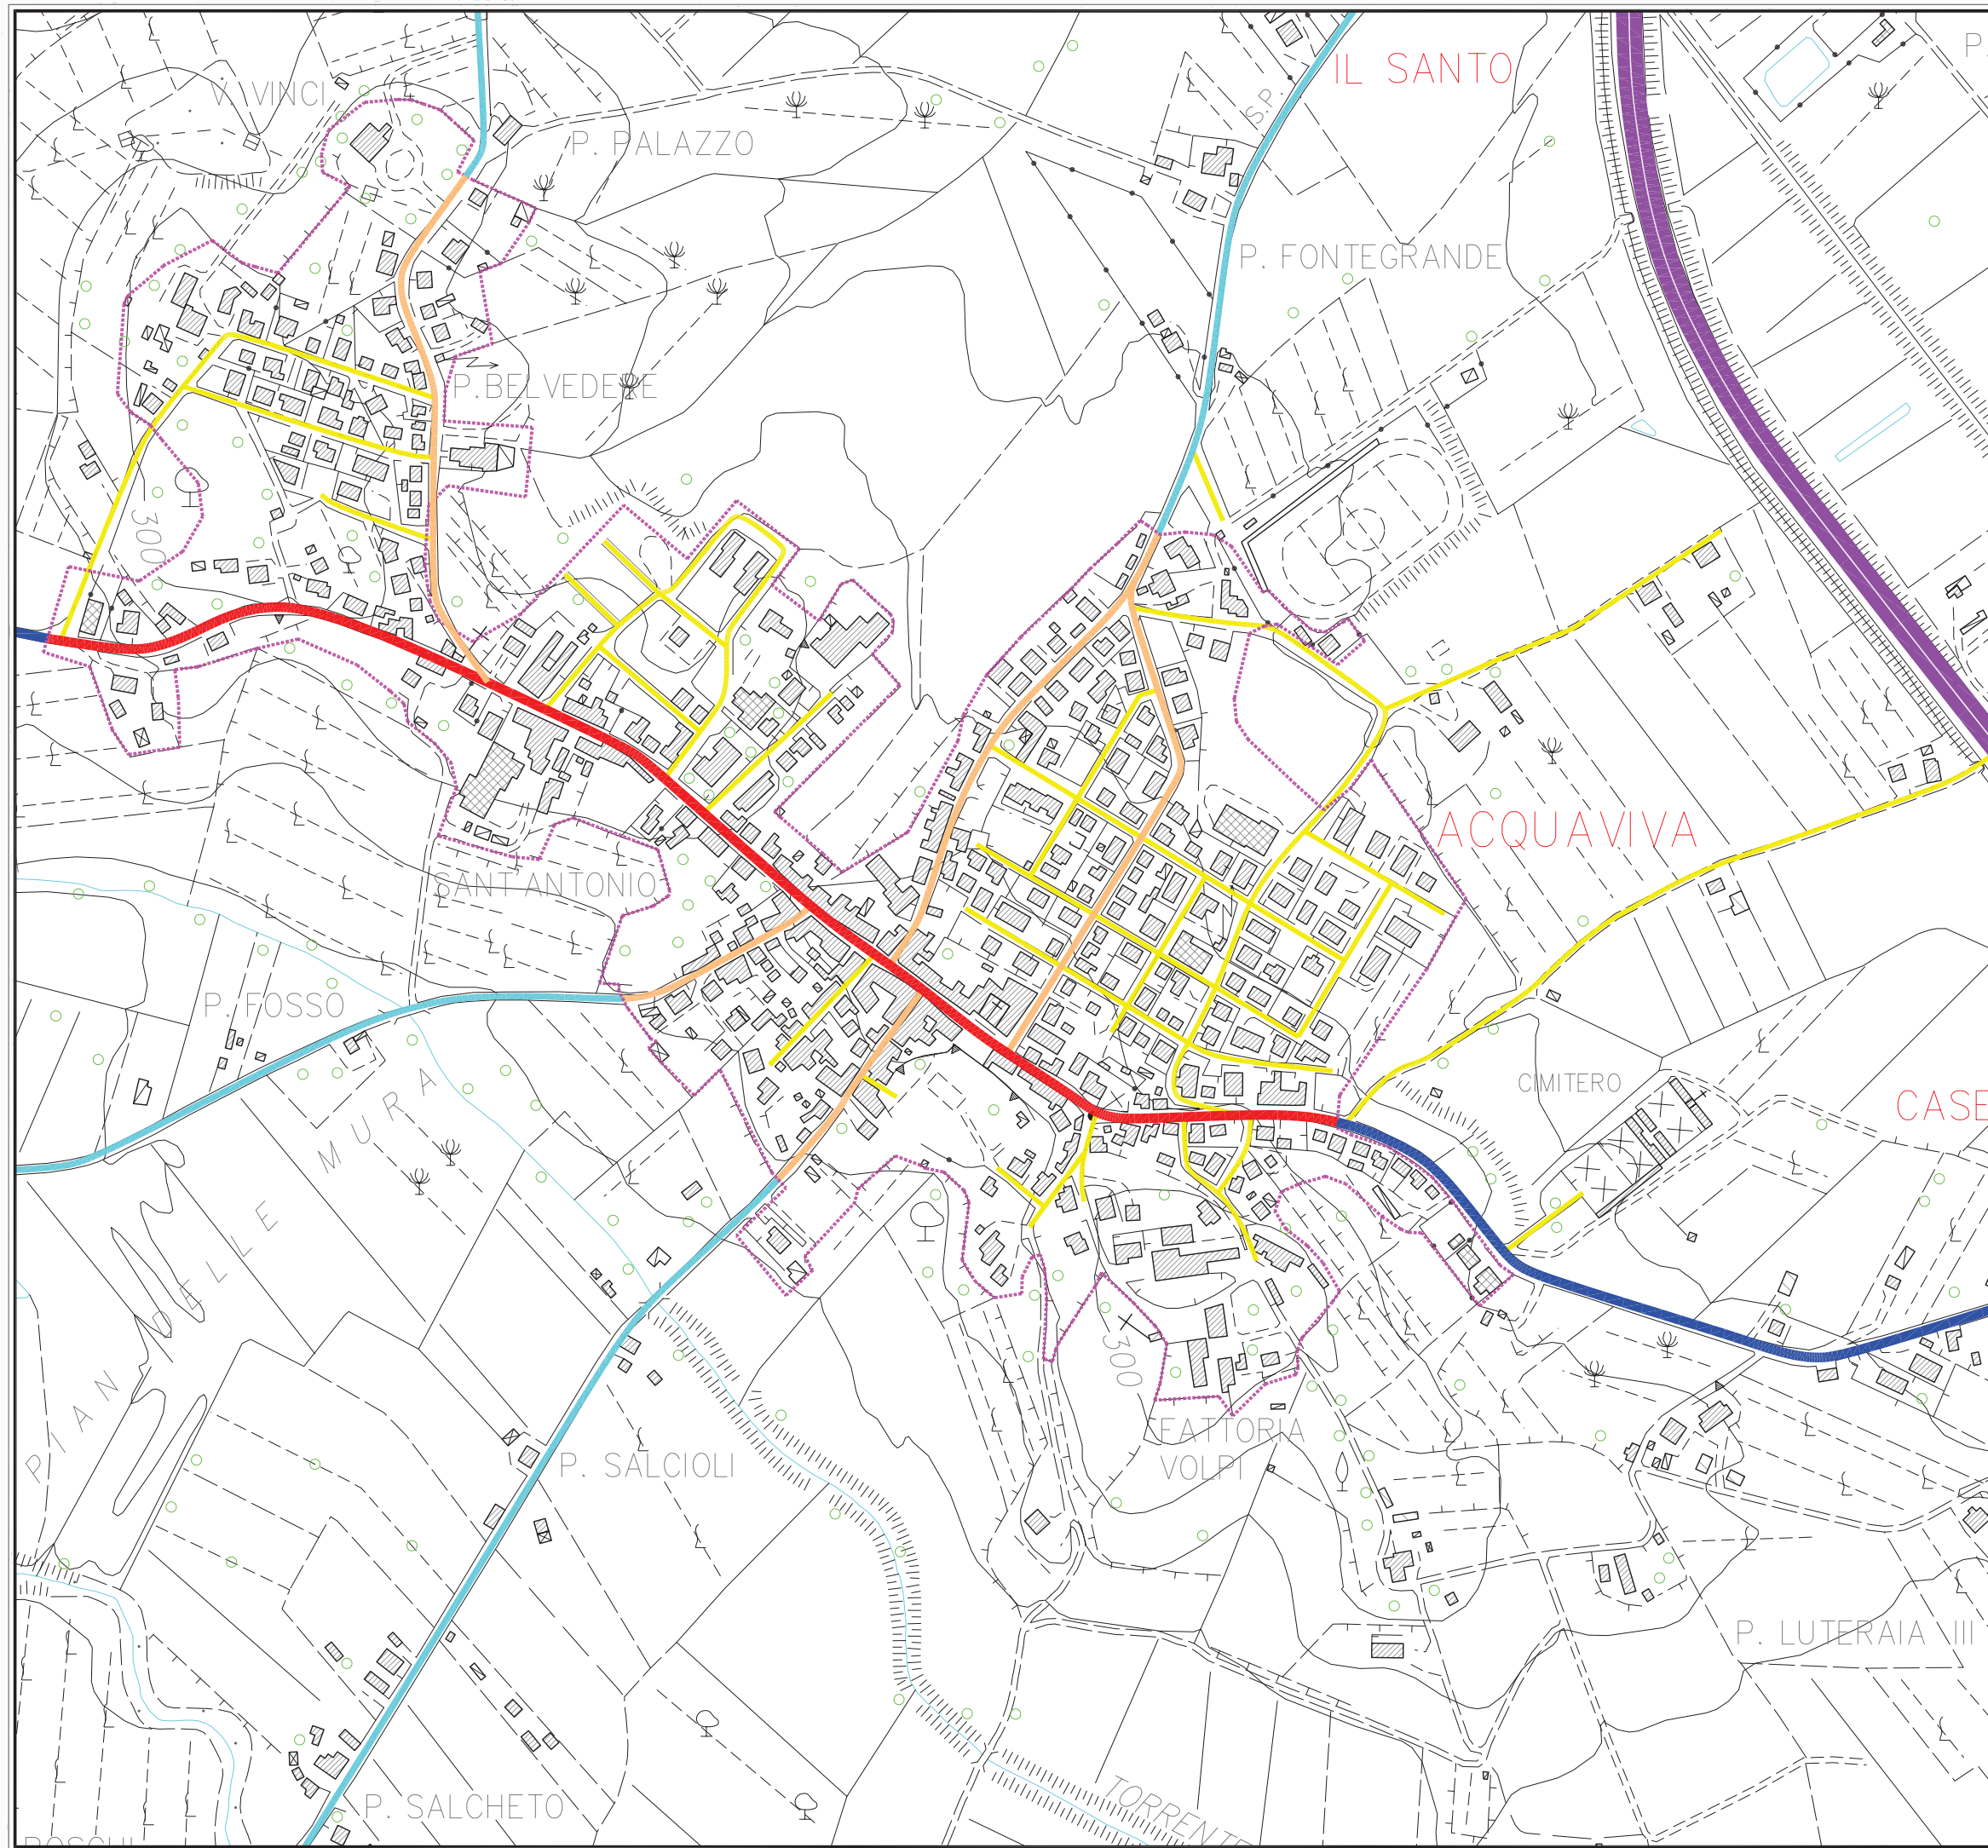 IL SANTO
P.
V. VINCI
S.P.
P. PALAZZO
P. FONTEGRANDE
P.BELVEDERE
300
ACQUAVIVA
SANT'ANTONIO
P. FOSSO
CIMITERO
CASE
PIAN DELLE MURA
300
FATTORIA
VOLPI
P. SALCIOLI
P. LUTERAIA III
P. SALCHETO
TORRENTE